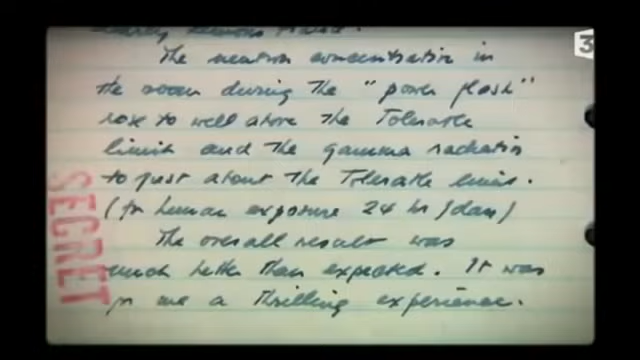 3
The neutron concentration in
the room during the "power flash"
rose to well above the Tolerable
limit and the gamma radiation
to just about the Tolerable limit.
(for human exposure 24 hr/day)
The overall result was
much better than expected. It was
for me a thrilling experience.
SECRET